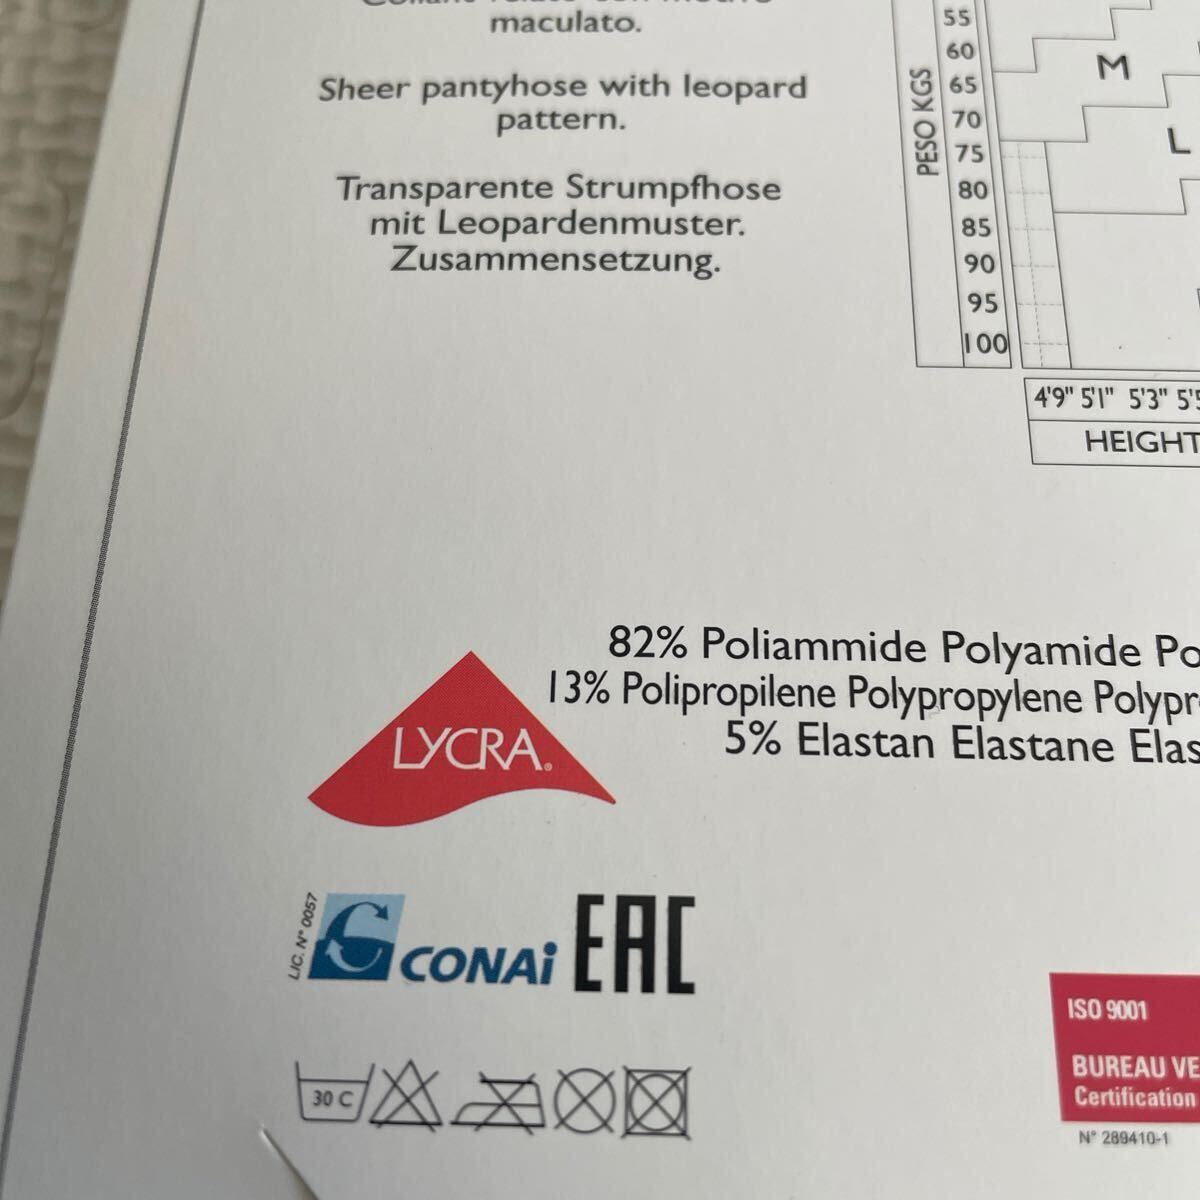 maculato.
Sheer pantyhose with leopard
pattern.
Transparente Strumpfhose
mit Leopardenmuster.
Zusammensetzung.
PESO KGS
55
60
65
70
75
80
85
90
95
100
M
L
4'9" 5'1" 5'3"
HEIGHT
82% Poliammide Polyamide
13% Polipropilene Polypropylene
5% Elastan Elastane
LYCRA®
LIC. N° 0057
CONAi
EAC
30 C
ISO 9001
BUREAU
Certification
N° 289410-1